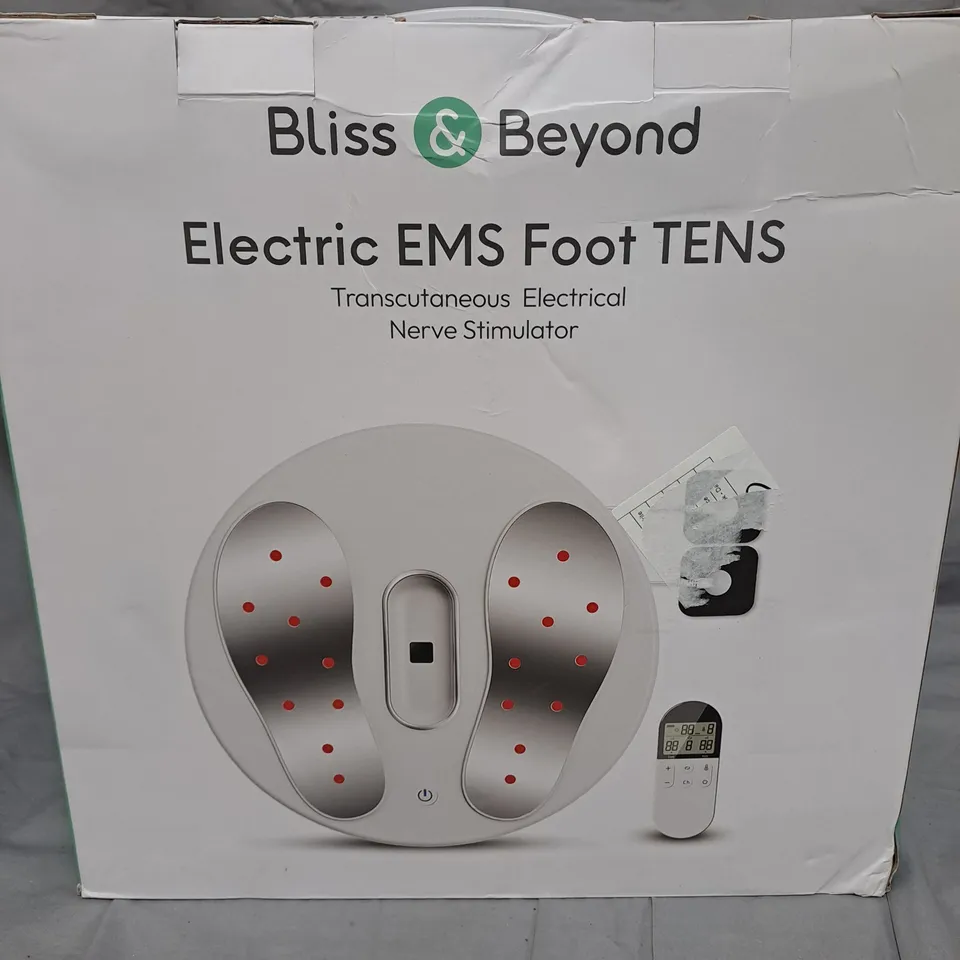 Bliss & Beyond
Electric EMS Foot TENS
Transcutaneous Electrical
Nerve Stimulator